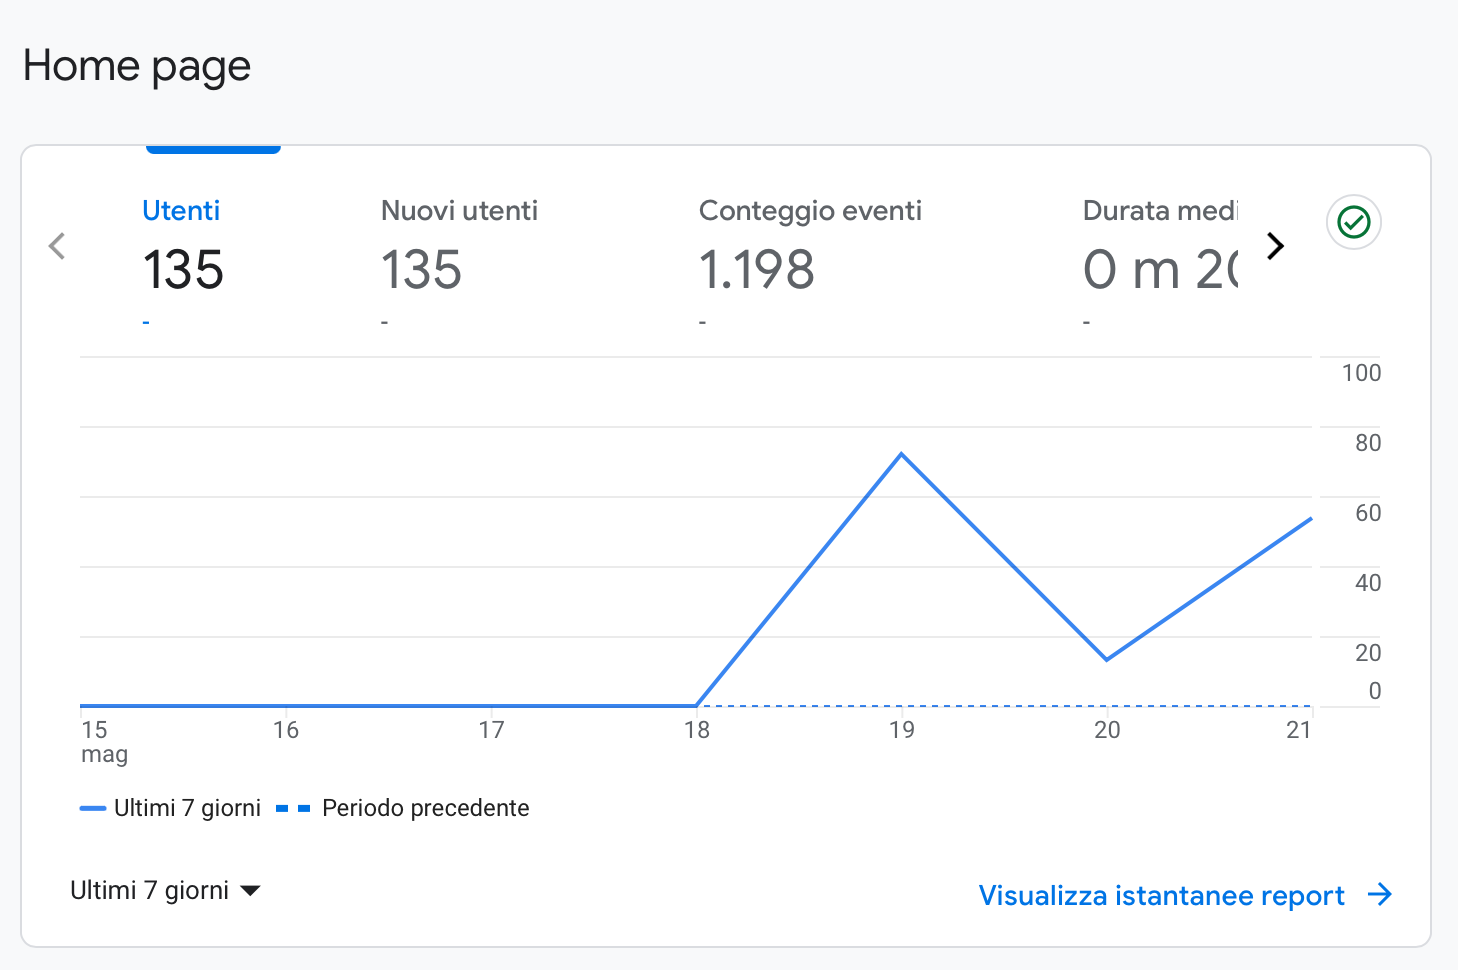 Home page
Utenti
Nuovi utenti
Conteggio eventi
Durata medi
135
135
1.198
0 m 20
-
-
-
-
100
80
60
40
20
0
15
16
17
18
19
20
21
mag
Ultimi 7 giorni
Periodo precedente
Ultimi 7 giorni
Visualizza istantanee report